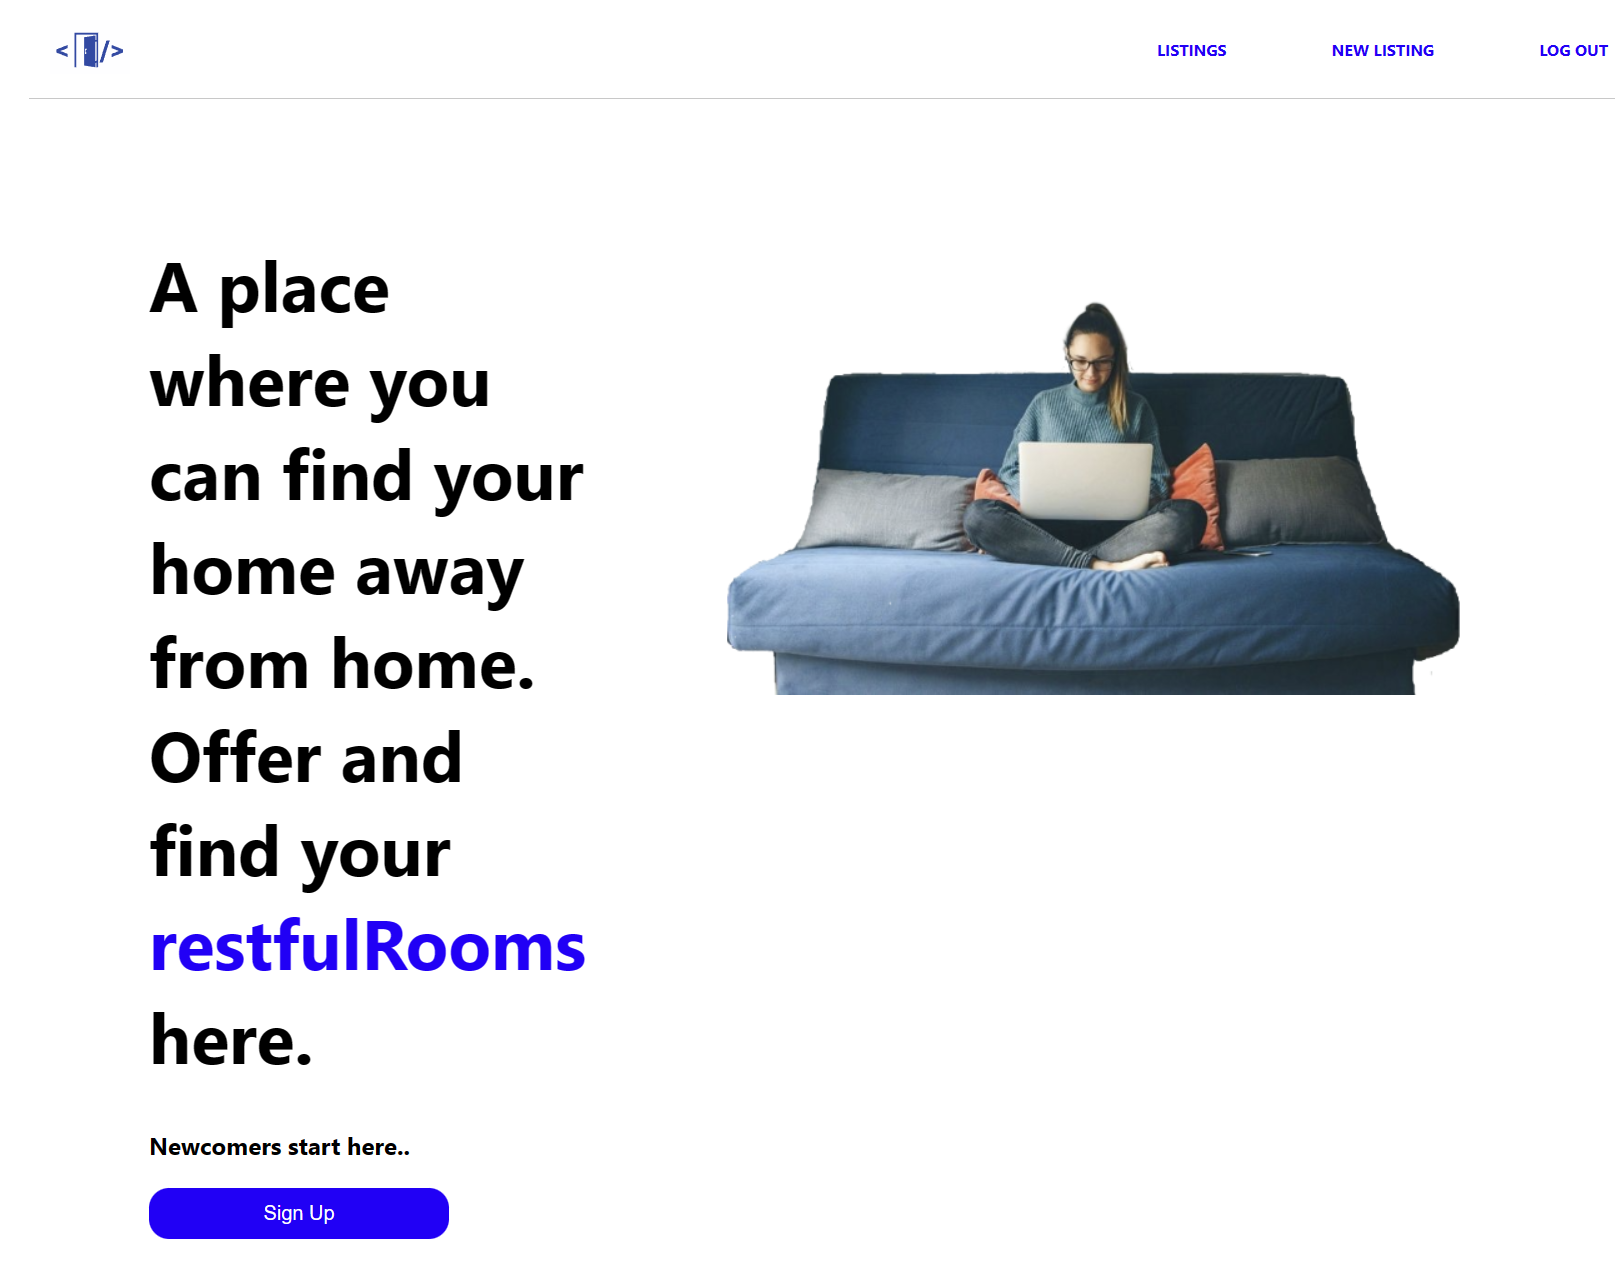 LISTINGS NEW LISTING LOG OUT
A place
where you
can find your
home away
from home.
Offer and
find your
restfulRooms
here.
Newcomers start here..
Sign Up